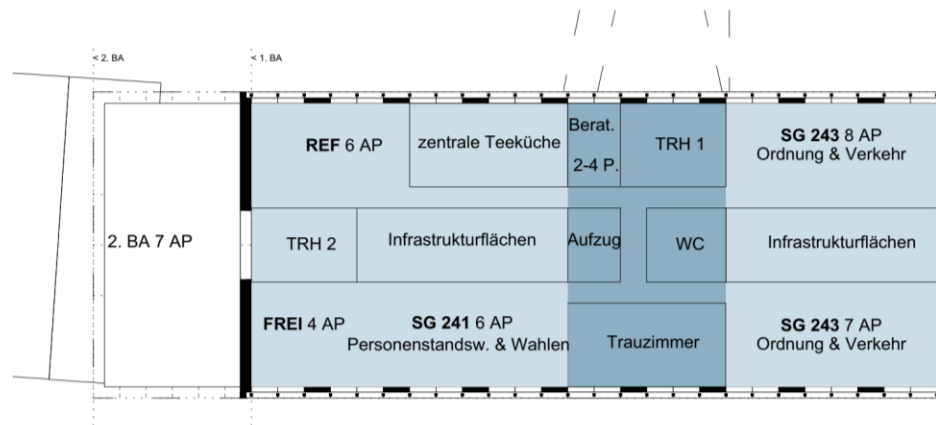 < 2. BA
< 1. BA
REF 6 AP
zentrale Teeküche
Berat.
2-4 P.
TRH 1
SG 243 8 AP
Ordnung & Verkehr
2. BA 7 AP
TRH 2
Infrastrukturflächen
Aufzug
WC
Infrastrukturflächen
FREI 4 AP
SG 241 6 AP
Personenstandsw. & Wahlen
Trauzimmer
SG 243 7 AP
Ordnung & Verkehr